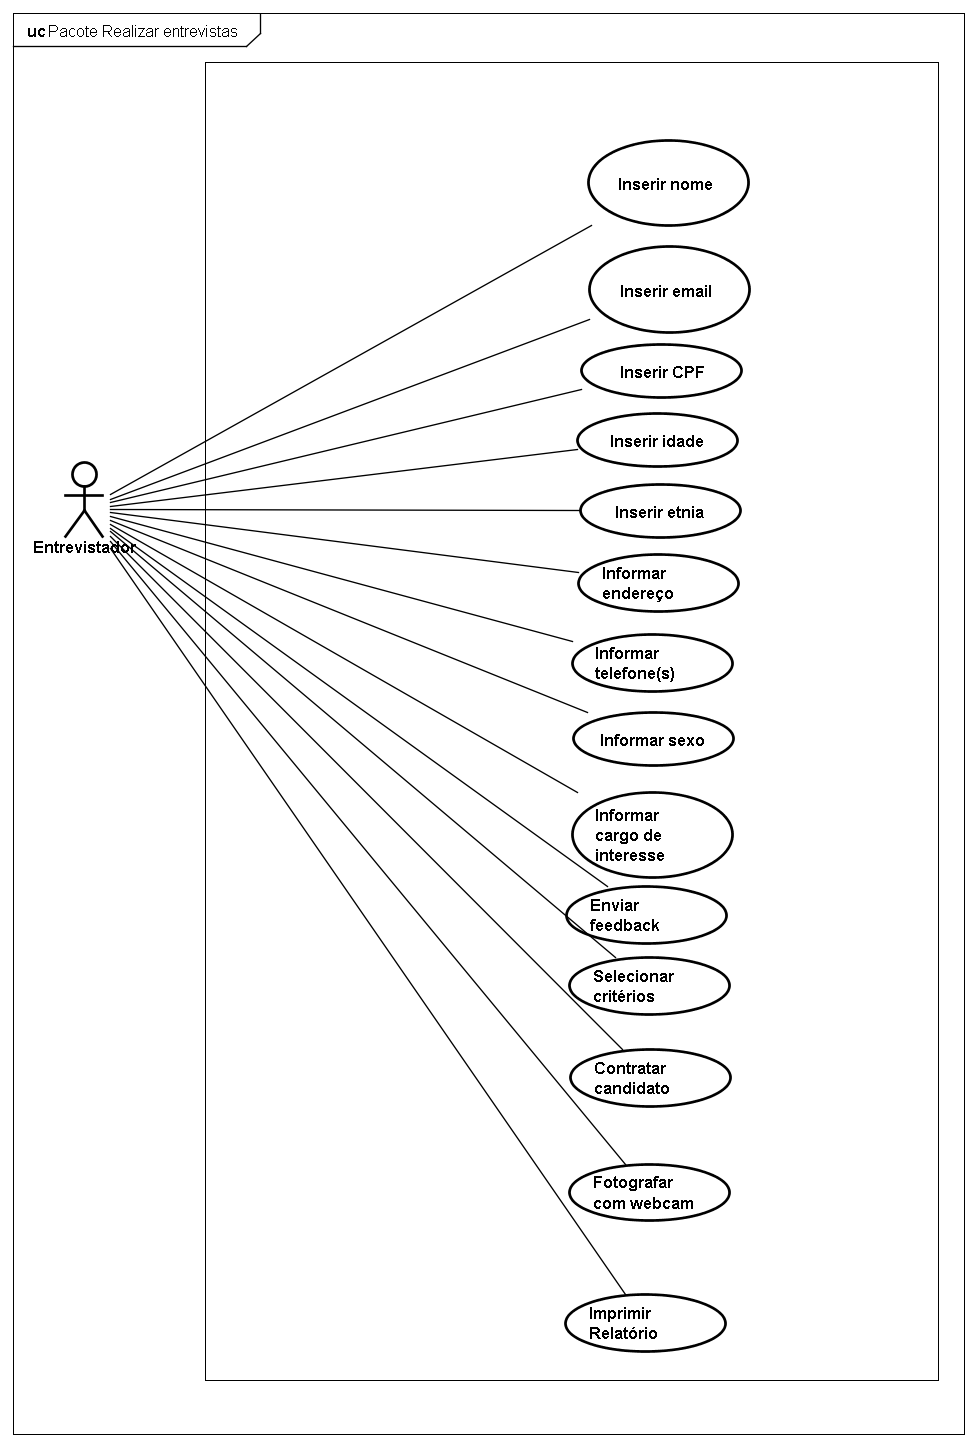 uc Pacote Realizar entrevistas
Inserir nome
Inserir email
Inserir CPF
Inserir idade
Entrevistador
Inserir etnia
Informar
endereço
Informar
telefone(s)
Informar sexo
Informar
cargo de
interesse
Enviar
feedback
Selecionar
critérios
Contratar
candidato
Fotografar
com webcam
Imprimir
Relatório